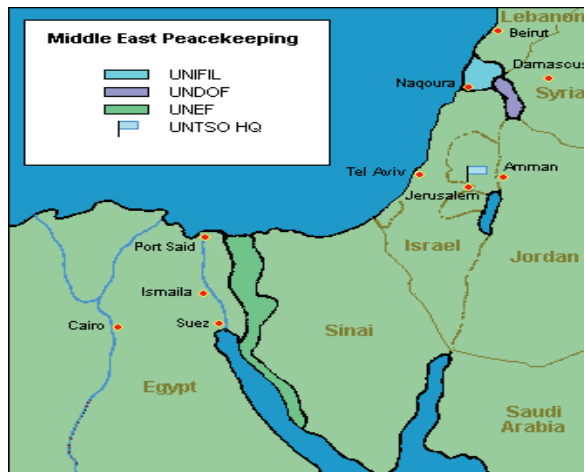 Middle East Peacekeeping
UNIFIL
UNDOF
UNEF
UNTSO HQ
Lebanon
Beirut
Damascus
Naqoura
Syria
Tel Aviv
Amman
Jerusalem
Port Said
Israel
Jordan
Ismaila
Cairo
Suez
Sinai
Egypt
Saudi
Arabia